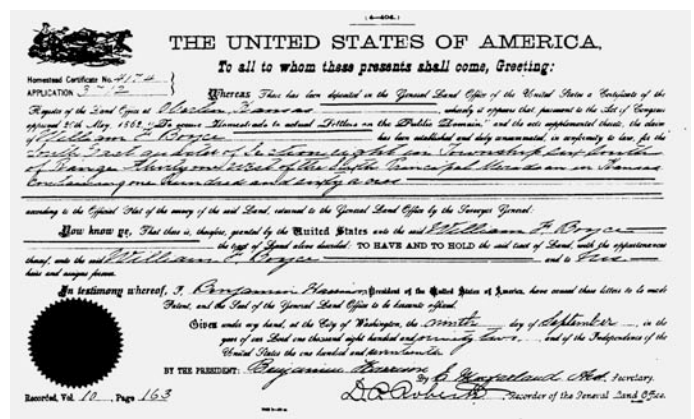 (4—404.)
THE UNITED STATES OF AMERICA,
To all to whom these presents shall come, Greeting:
Homestead Certificate No. 4174
APPLICATION 3712
Whereas There has been deposited in the General Land Office of the United States a Certificate of the
Register of the Land Office at Oberlin, Kansas, whereby it appears that, pursuant to the Act of Congress
approved 20th May, 1862, "To secure Homesteads to actual Settlers on the Public Domain," and the acts supplemental thereto, the claim
of William F. Boyce has been established and duly consummated, in conformity to law, for the
South East quarter of Section eight in Township six South
of Range thirty one west of the Sixth Principal Meridian in Kansas
Containing one hundred and sixty acres
according to the Official Plat of the survey of the said Land, returned to the General Land Office by the Surveyor General:
Now know ye, That there is, therefore, granted by the United States unto the said William F. Boyce
the tract of Land above described: TO HAVE AND TO HOLD the said tract of Land, with the appurtenances
thereof, unto the said William F. Boyce and to his
heirs and assigns forever.
In testimony whereof, I, Benjamin Harrison, President of the United States of America, have caused these letters to be made
Patent, and the Seal of the General Land Office to be hereunto affixed.
Given under my hand, at the City of Washington, the ninth day of September, in the
year of our Lord one thousand eight hundred and ninety two, and of the Independence of the
United States the one hundred and seventeenth
BY THE PRESIDENT: Benjamin Harrison
By Secretary.
D. P. Roberts, Recorder of the General Land Office.
Recorded, Vol. 10, Page 163